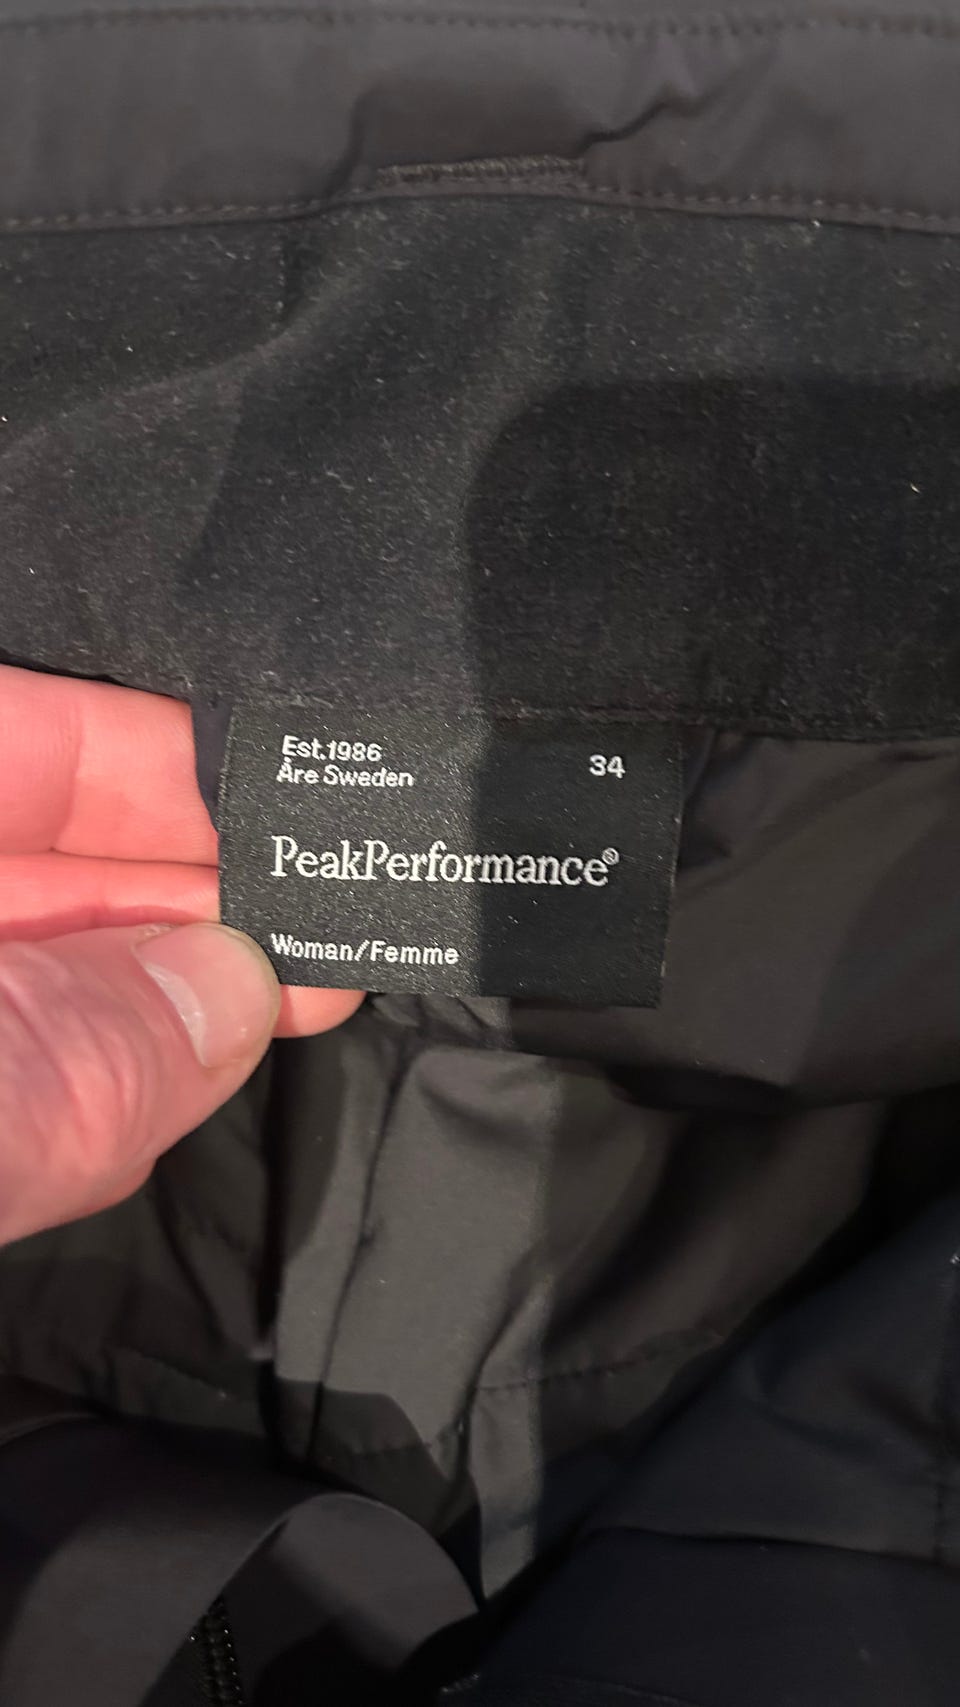 Est.1986
Åre Sweden
34
PeakPerformance®
Woman/Femme